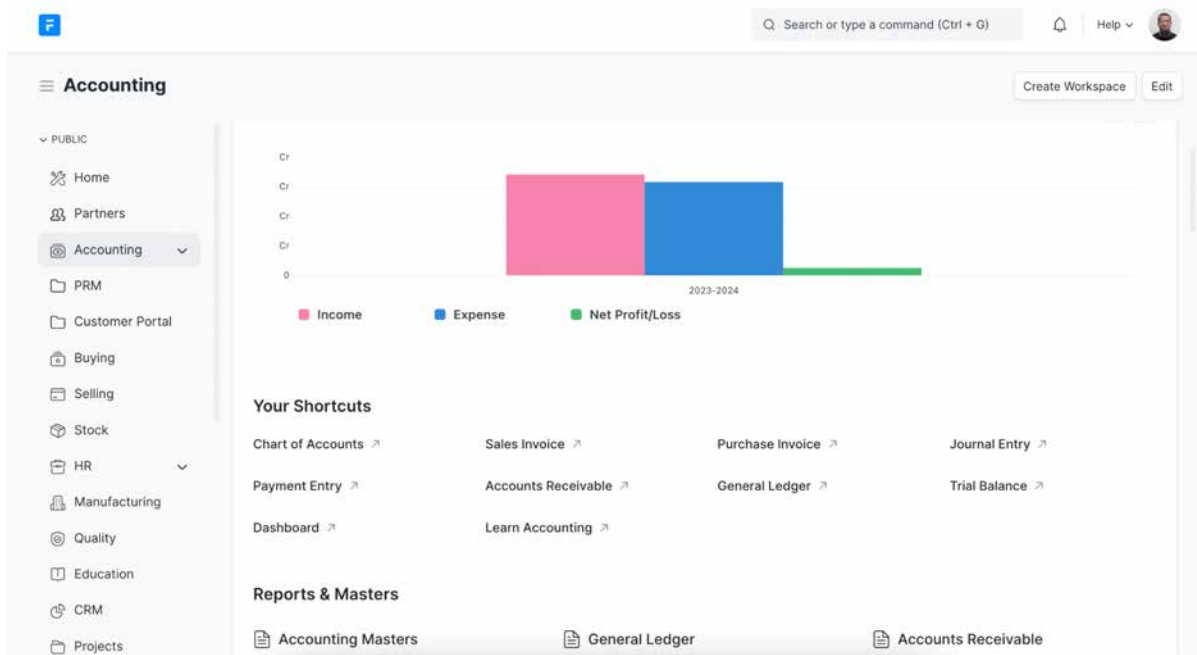 F
Search or type a command (Ctrl + G)
Help
Accounting
Create Workspace
Edit
PUBLIC
Home
Partners
Accounting
PRM
Customer Portal
Buying
Selling
Stock
HR
Manufacturing
Quality
Education
CRM
Projects
Cr
Cr
Cr
Cr
0
2023-2024
Income Expense Net Profit/Loss
Your Shortcuts
Chart of Accounts Sales Invoice Purchase Invoice Journal Entry
Payment Entry Accounts Receivable General Ledger Trial Balance
Dashboard Learn Accounting
Reports & Masters
Accounting Masters General Ledger Accounts Receivable